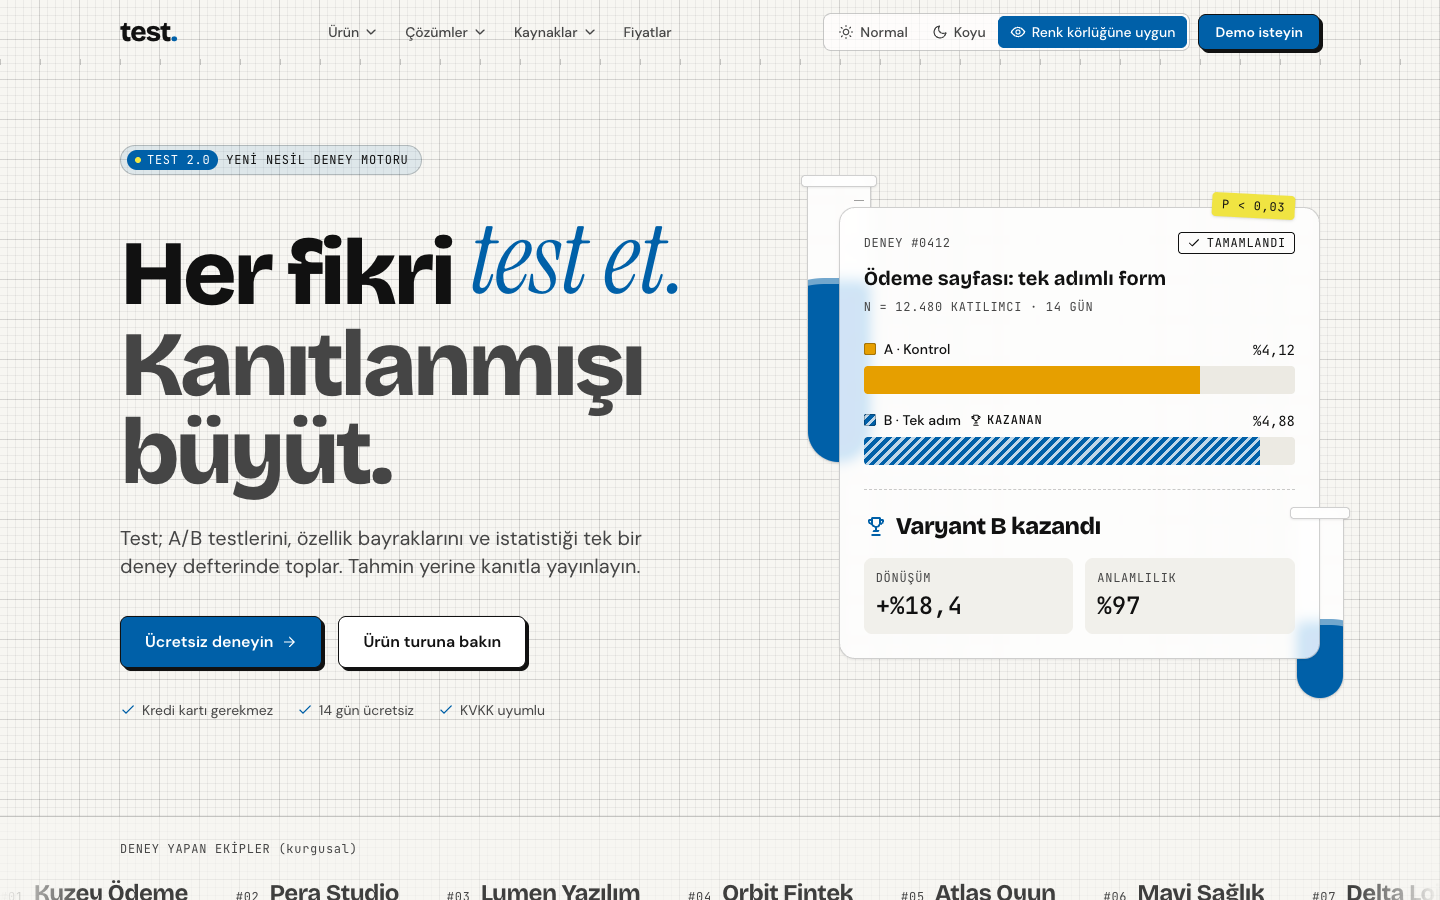 test.
Ürün
Çözümler
Kaynaklar
Fiyatlar
Normal
Koyu
Renk körlüğüne uygun
Demo isteyin
TEST 2.0 YENİ NESİL DENEY MOTORU
Her fikri test et.
Kanıtlanmışı
büyüt.
Test; A/B testlerini, özellik bayraklarını ve istatistiği tek bir
deney defterinde toplar. Tahmin yerine kanıtla yayınlayın.
Ücretsiz deneyin
Ürün turuna bakın
Kredi kartı gerekmez
14 gün ücretsiz
KVKK uyumlu
P < 0,03
DENEY #0412
TAMAMLANDI
Ödeme sayfası: tek adımlı form
N = 12.480 KATILIMCI · 14 GÜN
A · Kontrol %4,12
B · Tek adım KAZANAN %4,88
Varyant B kazandı
DÖNÜŞÜM
+%18,4
ANLAMLILIK
%97
DENEY YAPAN EKİPLER (kurgusal)
Kuzey Ödeme
#02 Pera Studio
#03 Lumen Yazılım
#04 Orbit Fintek
#05 Atlas Oyun
#06 Mavi Sağlık
#07 Delta